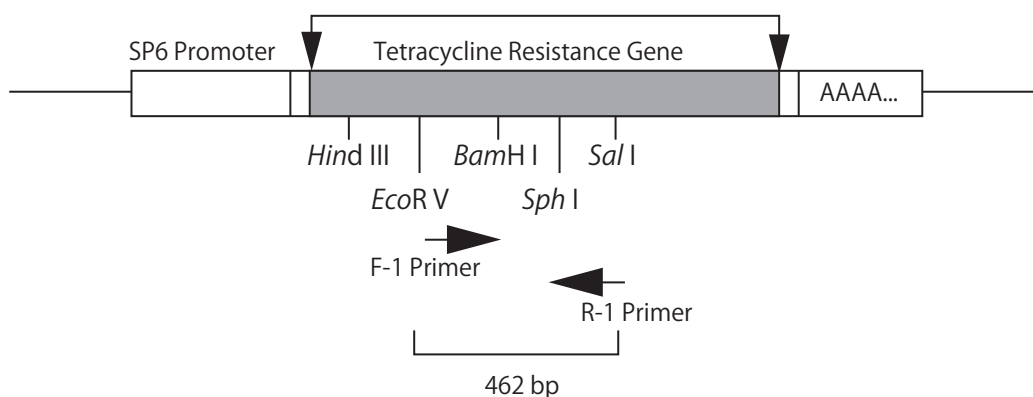 SP6 Promoter
Tetracycline Resistance Gene
AAAA...
Hind III
BamH I
Sal I
EcoR V
Sph I
F-1 Primer
R-1 Primer
462 bp